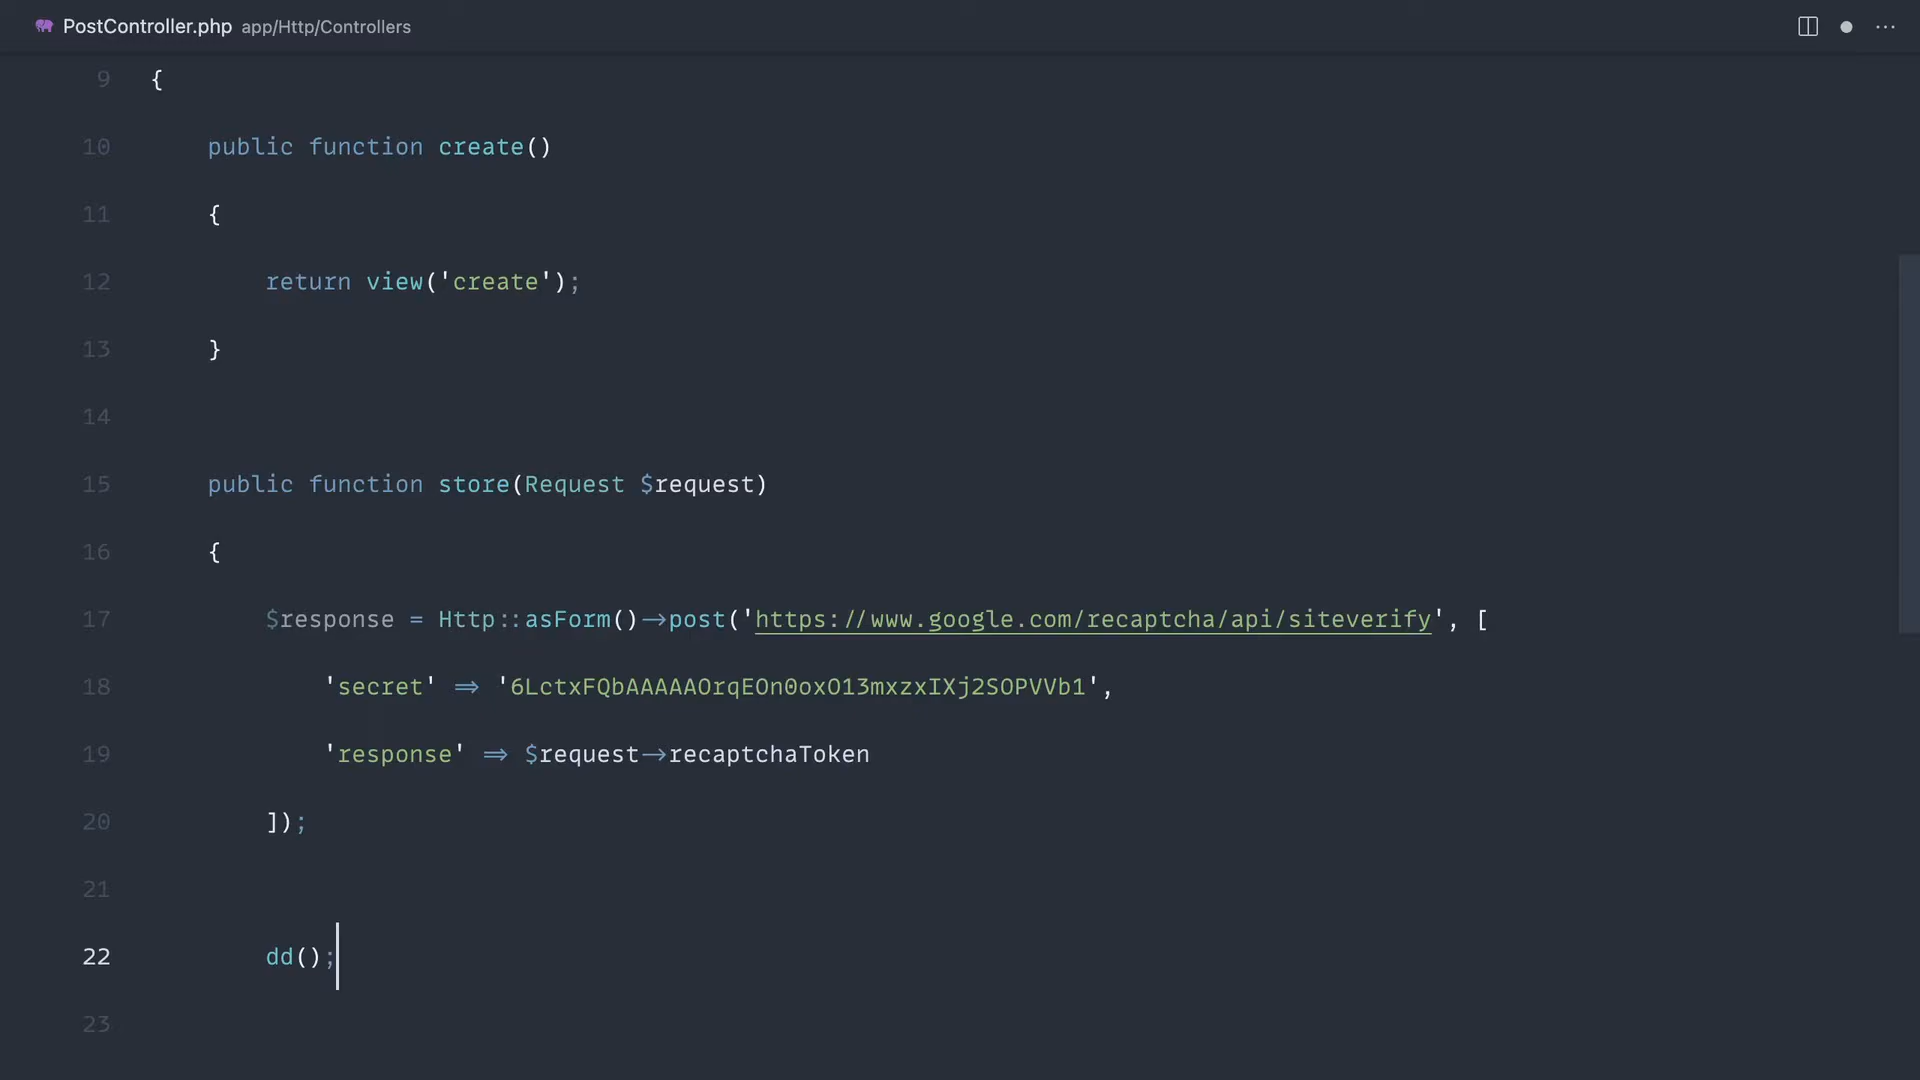 PostController.php app/Http/Controllers
9 {
10 public function create()
11 {
12 return view('create');
13 }
14
15 public function store(Request $request)
16 {
17 $response = Http::asForm()->post('https://www.google.com/recaptcha/api/siteverify', [
18 'secret' => '6LctxFQbAAAAAOrqEOn0oxO13mxzxIXj2SOPVVb1',
19 'response' => $request->recaptchaToken
20 ]);
21
22 dd();
23